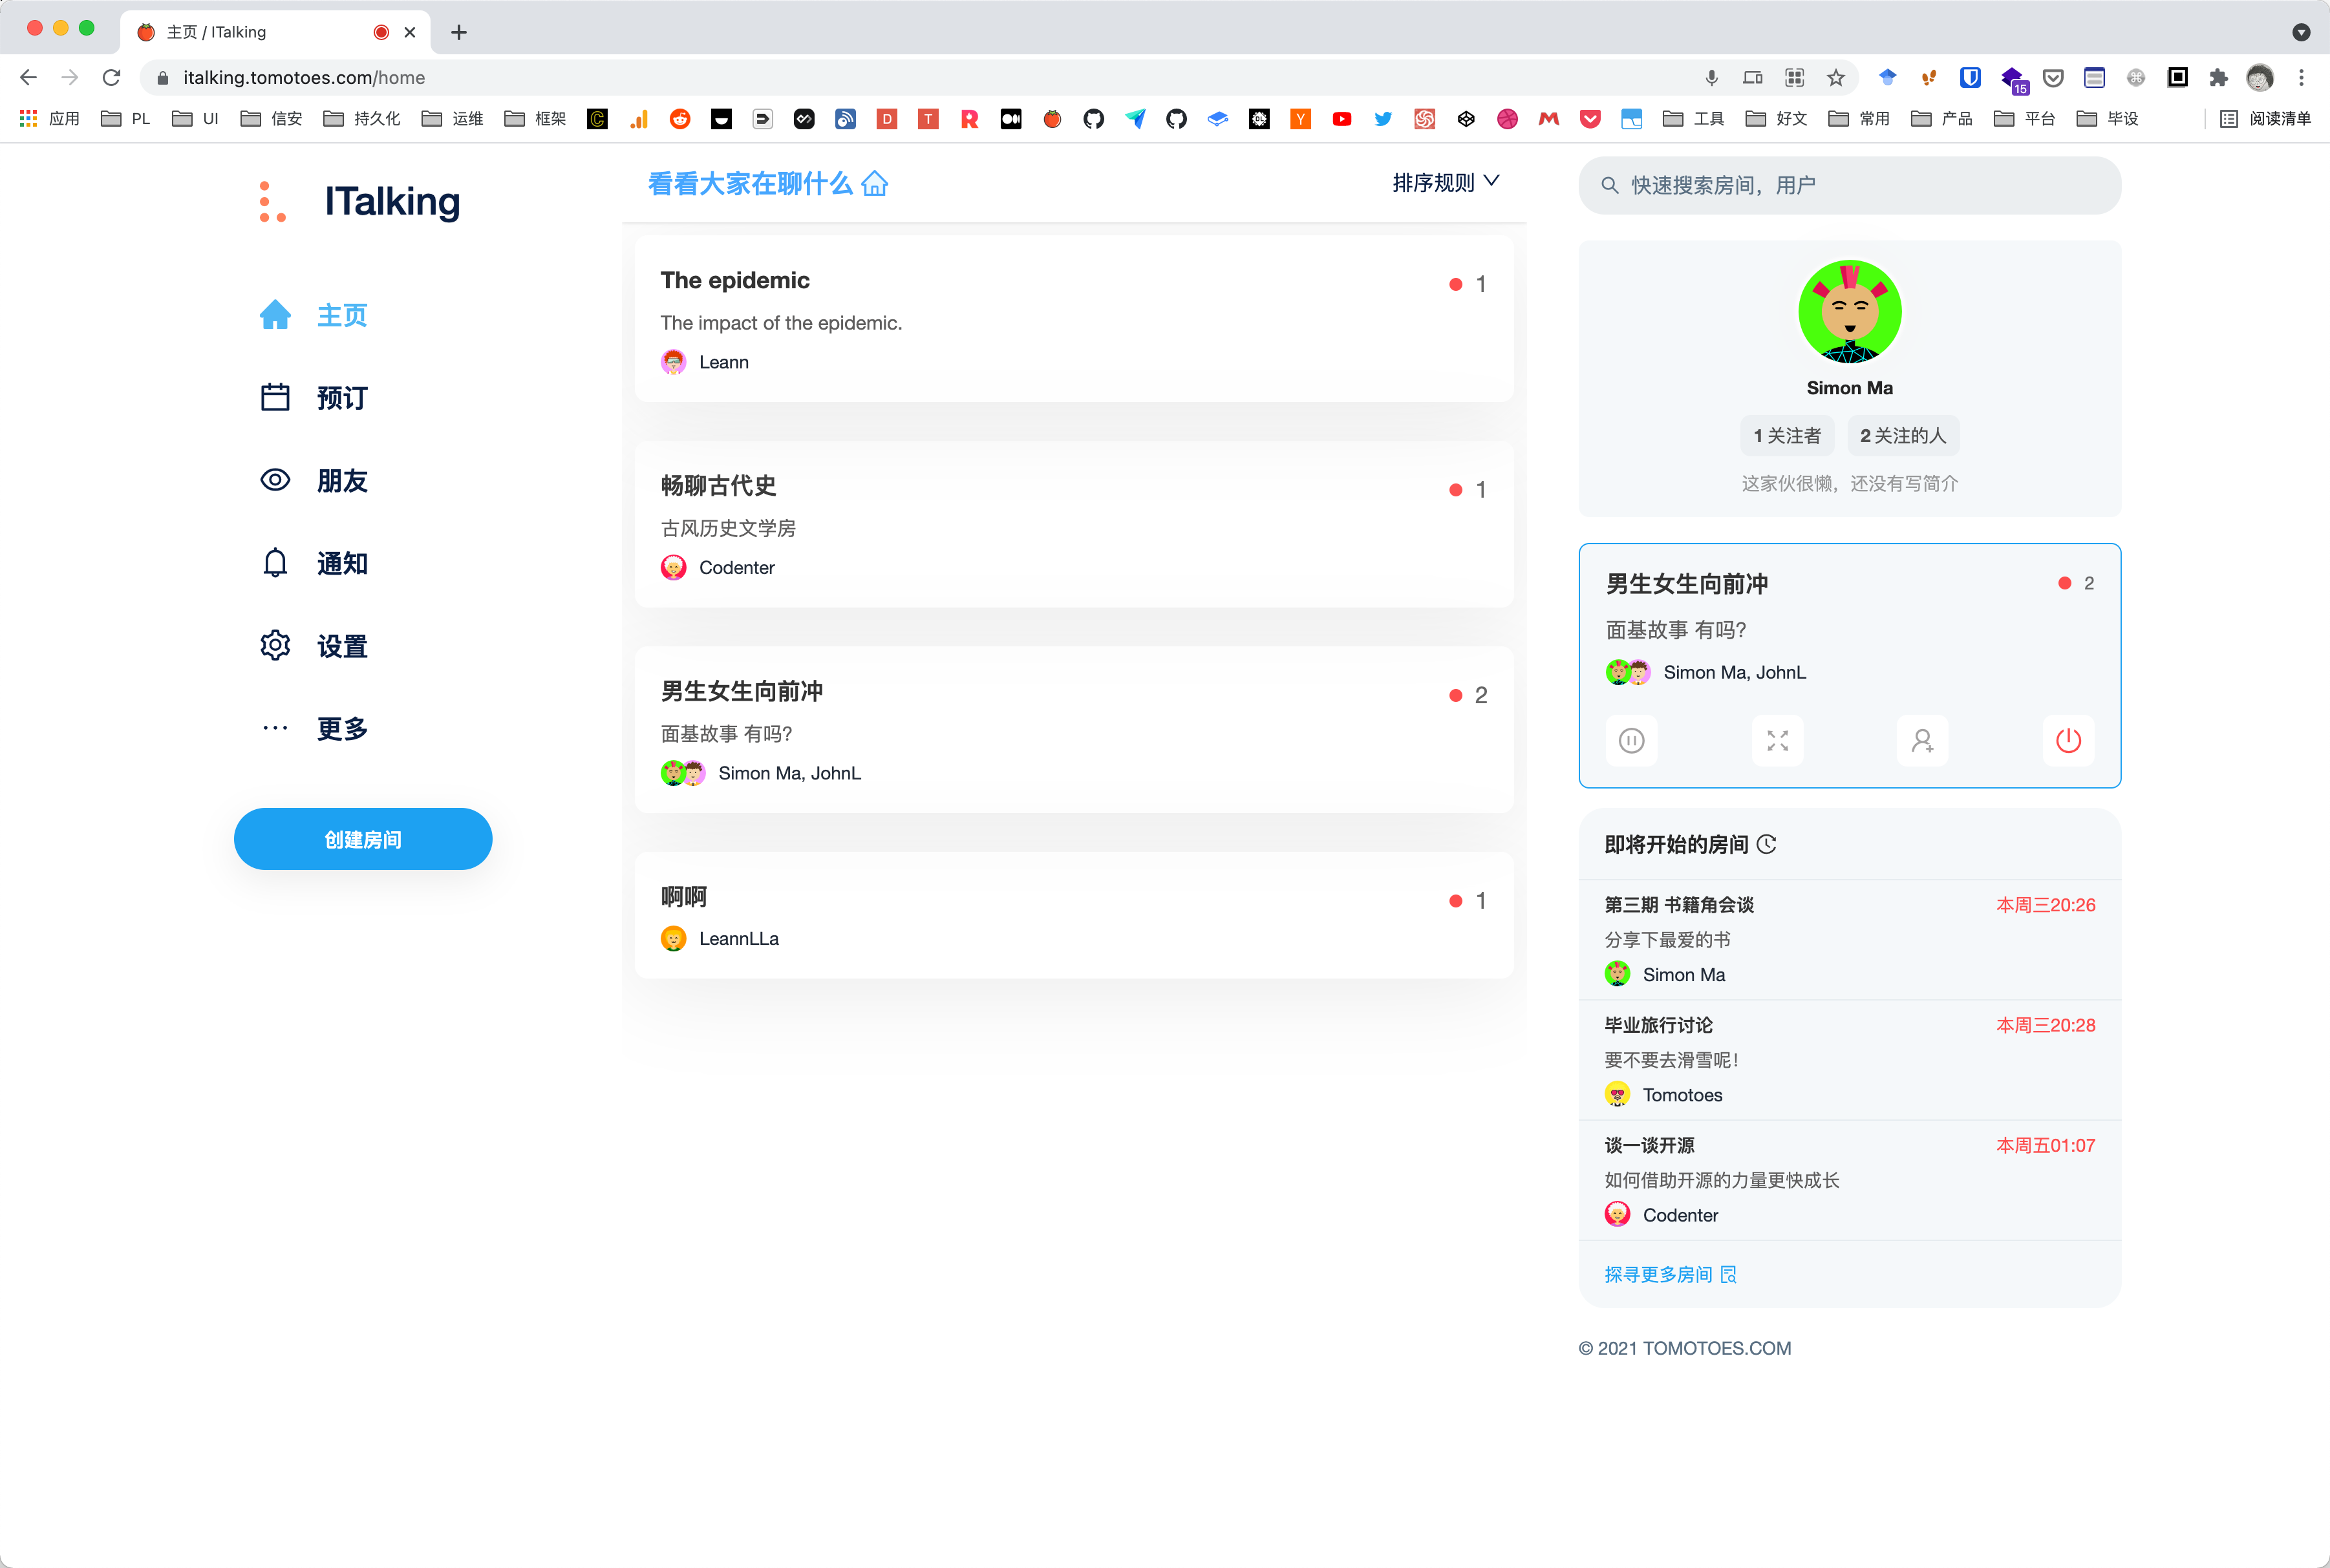 主页 / ITalking
italking.tomotoes.com/home
15
应用 PL UI 信安 持久化 运维 框架 工具 好文 常用 产品 平台 毕设 阅读清单
ITalking
主页
预订
朋友
通知
设置
更多
创建房间
看看大家在聊什么
排序规则
The epidemic
1
The impact of the epidemic.
Leann
畅聊古代史
1
古风历史文学房
Codenter
男生女生向前冲
2
面基故事 有吗?
Simon Ma, JohnL
啊啊
1
LeannLLa
快速搜索房间，用户
Simon Ma
1 关注者 2 关注的人
这家伙很懒，还没有写简介
男生女生向前冲
2
面基故事 有吗?
Simon Ma, JohnL
即将开始的房间
第三期 书籍角会谈 本周三20:26
分享下最爱的书
Simon Ma
毕业旅行讨论 本周三20:28
要不要去滑雪呢！
Tomotoes
谈一谈开源 本周五01:07
如何借助开源的力量更快成长
Codenter
探寻更多房间
© 2021 TOMOTOES.COM